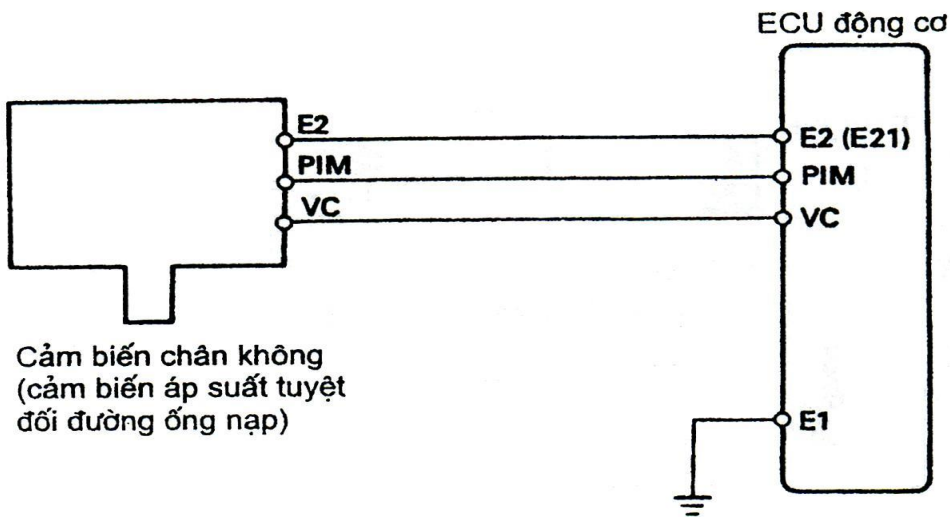 ECU động cơ
E2
E2 (E21)
PIM
PIM
VC
VC
Cảm biến chân không
(cảm biến áp suất tuyệt
đối đường ống nạp)
E1